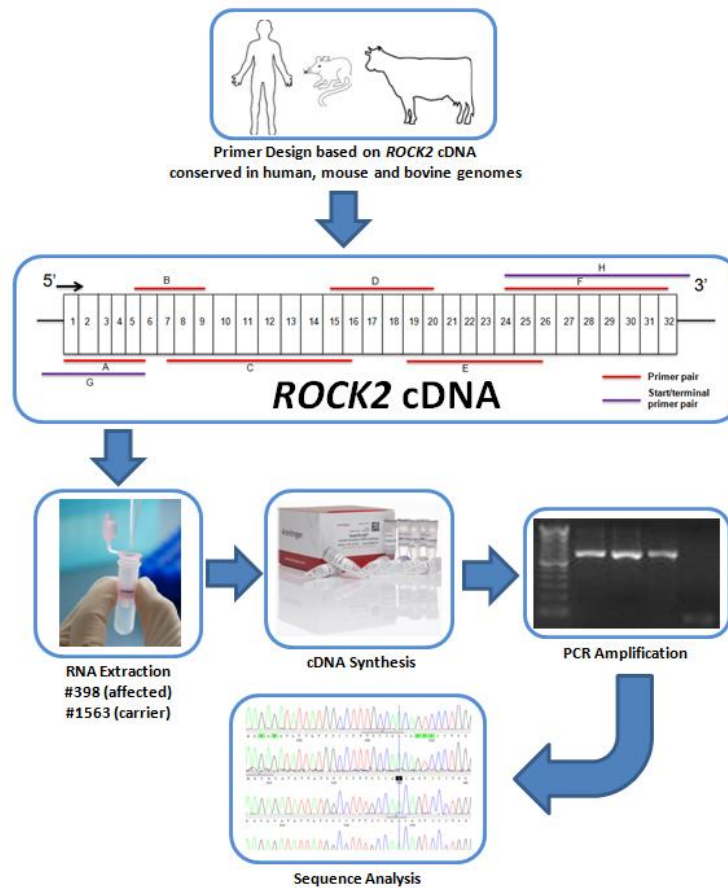 Primer Design based on ROCK2 cDNA
conserved in human, mouse and bovine genomes
H
B
D
F
5'
3'
1 2 3 4 5 6 7 8 9 10 11 12 13 14 15 16 17 18 19 20 21 22 23 24 25 26 27 28 29 30 31 32
A
C
E
G
Primer pair
Start/terminal
primer pair
ROCK2 cDNA
RNA Extraction
#398 (affected)
#1563 (carrier)
cDNA Synthesis
PCR Amplification
Sequence Analysis